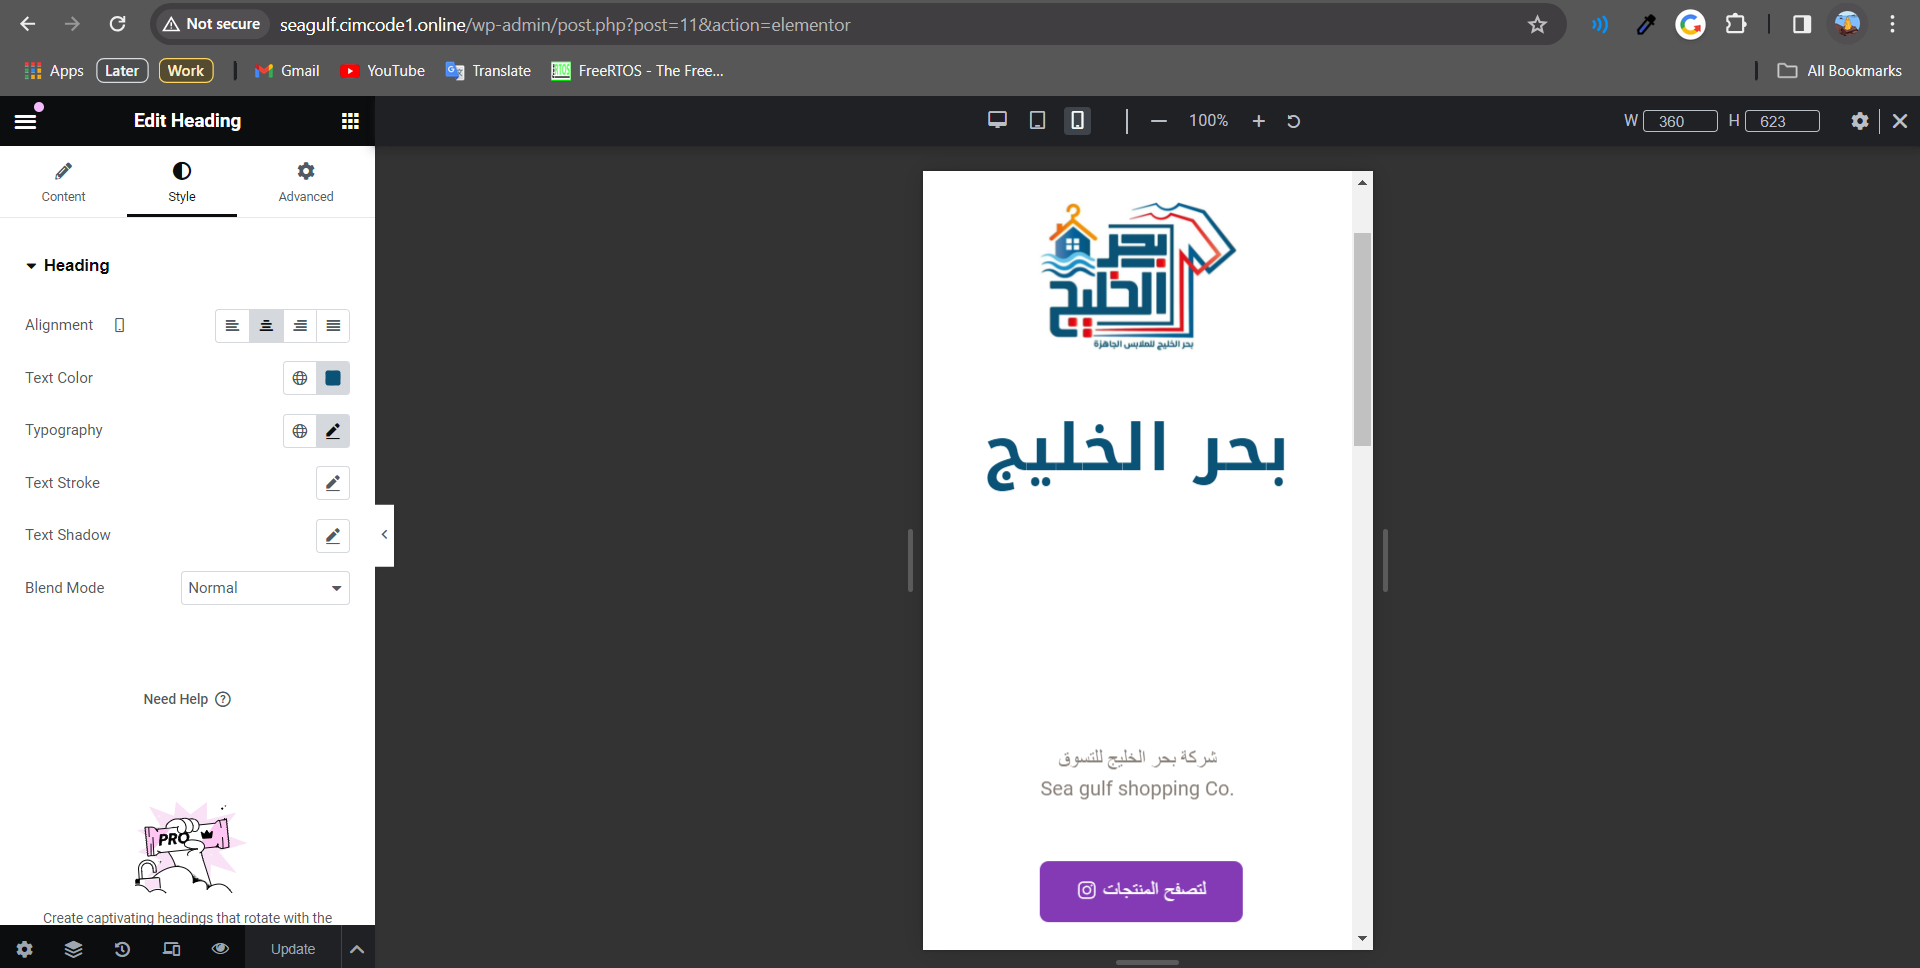 Not secure
seagulf.cimcode1.online/wp-admin/post.php?post=11&action=elementor
Apps
Later
Work
Gmail
YouTube
Translate
FreeRTOS - The Free...
All Bookmarks
Edit Heading
100%
W 360
H 623
Content
Style
Advanced
Heading
Alignment
Text Color
Typography
Text Stroke
Text Shadow
Blend Mode
Normal
Need Help
PRO
Create captivating headings that rotate with the
Update
بحر
الخليج
بحر الخليج للملابس الجاهزة
بحر الخليج
شركة بحر الخليج للتسوق
Sea gulf shopping Co.
لتصفح المنتجات